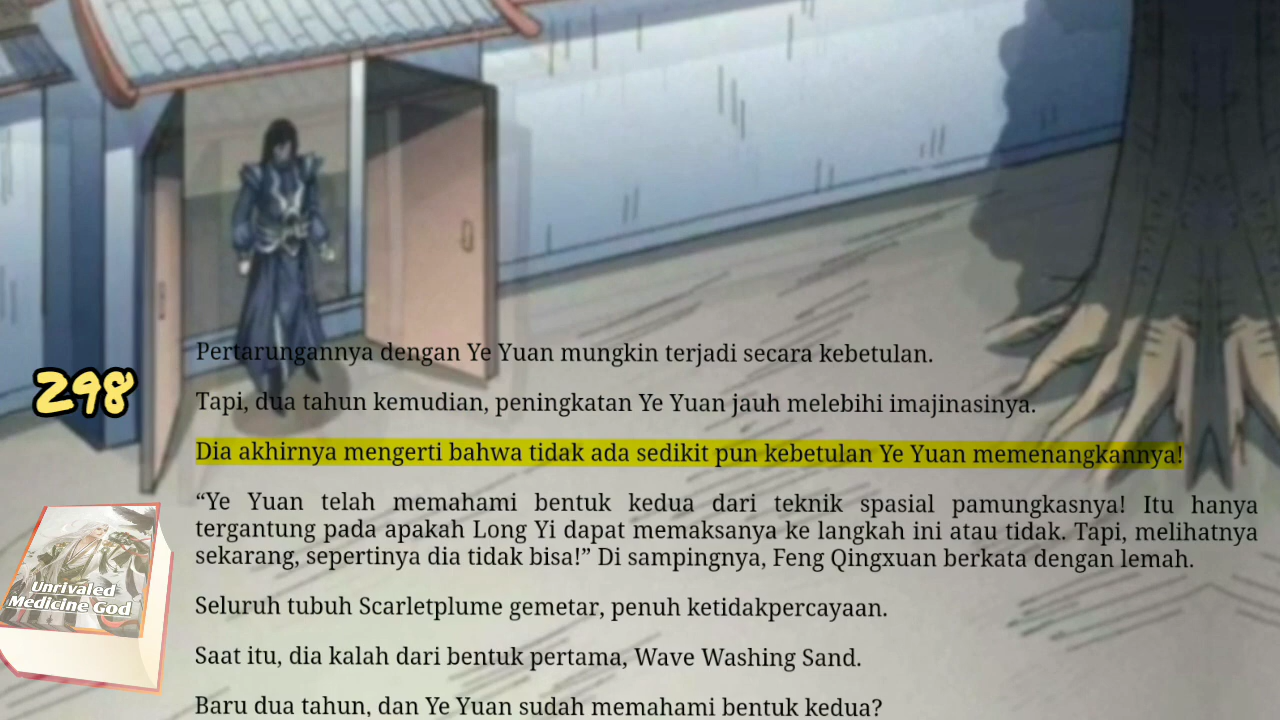 Pertarungannya dengan Ye Yuan mungkin terjadi secara kebetulan.
298
Tapi, dua tahun kemudian, peningkatan Ye Yuan jauh melebihi imajinasinya.
Dia akhirnya mengerti bahwa tidak ada sedikit pun kebetulan Ye Yuan memenangkannya!
“Ye Yuan telah memahami bentuk kedua dari teknik spasial pamungkasnya! Itu hanya
tergantung pada apakah Long Yi dapat memaksanya ke langkah ini atau tidak. Tapi, melihatnya
sekarang, sepertinya dia tidak bisa!” Di sampingnya, Feng Qingxuan berkata dengan lemah.
Unrivaled
Medicine God
Seluruh tubuh Scarletplume gemetar, penuh ketidakpercayaan.
Saat itu, dia kalah dari bentuk pertama, Wave Washing Sand.
Baru dua tahun, dan Ye Yuan sudah memahami bentuk kedua?